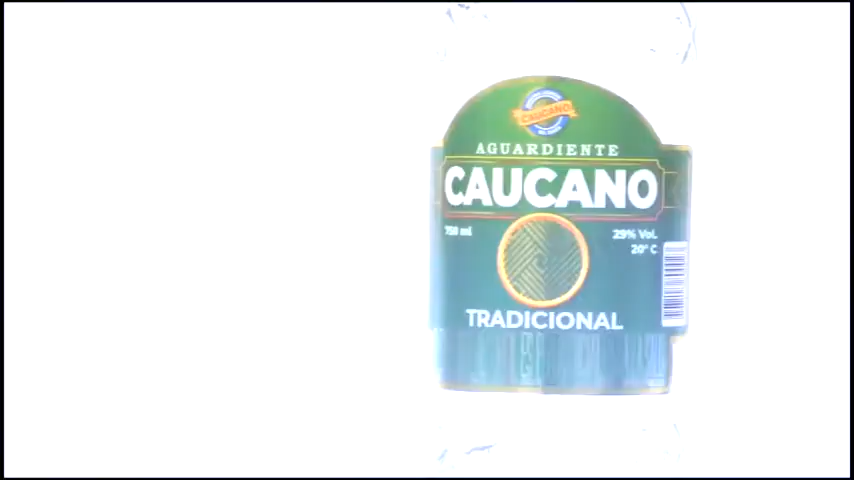 CAUCANO
AGUARDIENTE
CAUCANO
750 ml
29% Vol.
20° C
TRADICIONAL